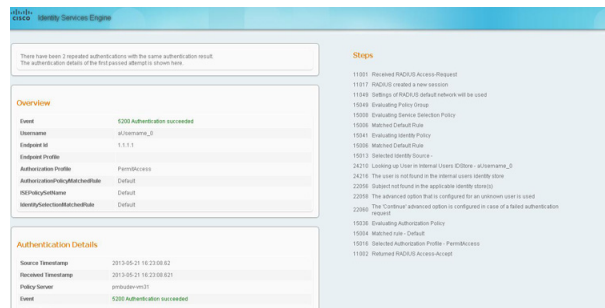 cisco Identity Services Engine
There have been 2 repeated authentications with the same authentication result.
The authentication details of the first passed attempt is shown here.
Overview
Event 5200 Authentication succeeded
Username aUsername_0
Endpoint Id 1.1.1.1
Endpoint Profile
Authorization Profile PermitAccess
AuthorizationPolicyMatchedRule Default
ISEPolicySetName Default
IdentitySelectionMatchedRule Default
Authentication Details
Source Timestamp 2013-05-21 16:23:08.62
Received Timestamp 2013-05-21 16:23:08.621
Policy Server pmbudev-vm31
Event 5200 Authentication succeeded
Steps
11001 Received RADIUS Access-Request
11017 RADIUS created a new session
11049 Settings of RADIUS default network will be used
15049 Evaluating Policy Group
15008 Evaluating Service Selection Policy
15006 Matched Default Rule
15041 Evaluating Identity Policy
15006 Matched Default Rule
15013 Selected Identity Source -
24210 Looking up User in Internal Users IDStore - aUsername_0
24216 The user is not found in the internal users identity store
22056 Subject not found in the applicable identity store(s)
22058 The advanced option that is configured for an unknown user is used
22060 The 'Continue' advanced option is configured in case of a failed authentication request
15036 Evaluating Authorization Policy
15004 Matched rule - Default
15016 Selected Authorization Profile - PermitAccess
11002 Returned RADIUS Access-Accept